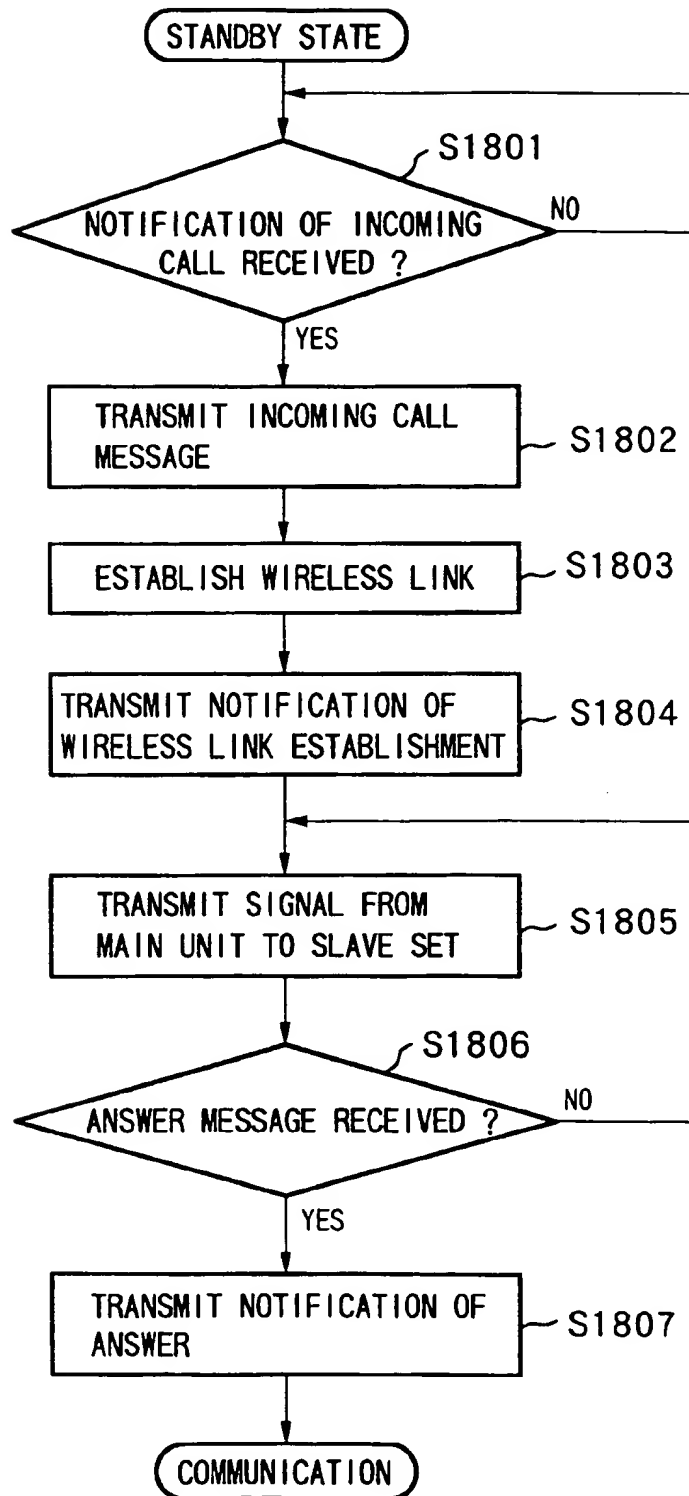 STANDBY STATE
S1801
NOTIFICATION OF INCOMING
CALL RECEIVED ?
NO
YES
TRANSMIT INCOMING CALL
MESSAGE
S1802
ESTABLISH WIRELESS LINK
S1803
TRANSMIT NOTIFICATION OF
WIRELESS LINK ESTABLISHMENT
S1804
TRANSMIT SIGNAL FROM
MAIN UNIT TO SLAVE SET
S1805
S1806
ANSWER MESSAGE RECEIVED ?
NO
YES
TRANSMIT NOTIFICATION OF
ANSWER
S1807
COMMUNICATION